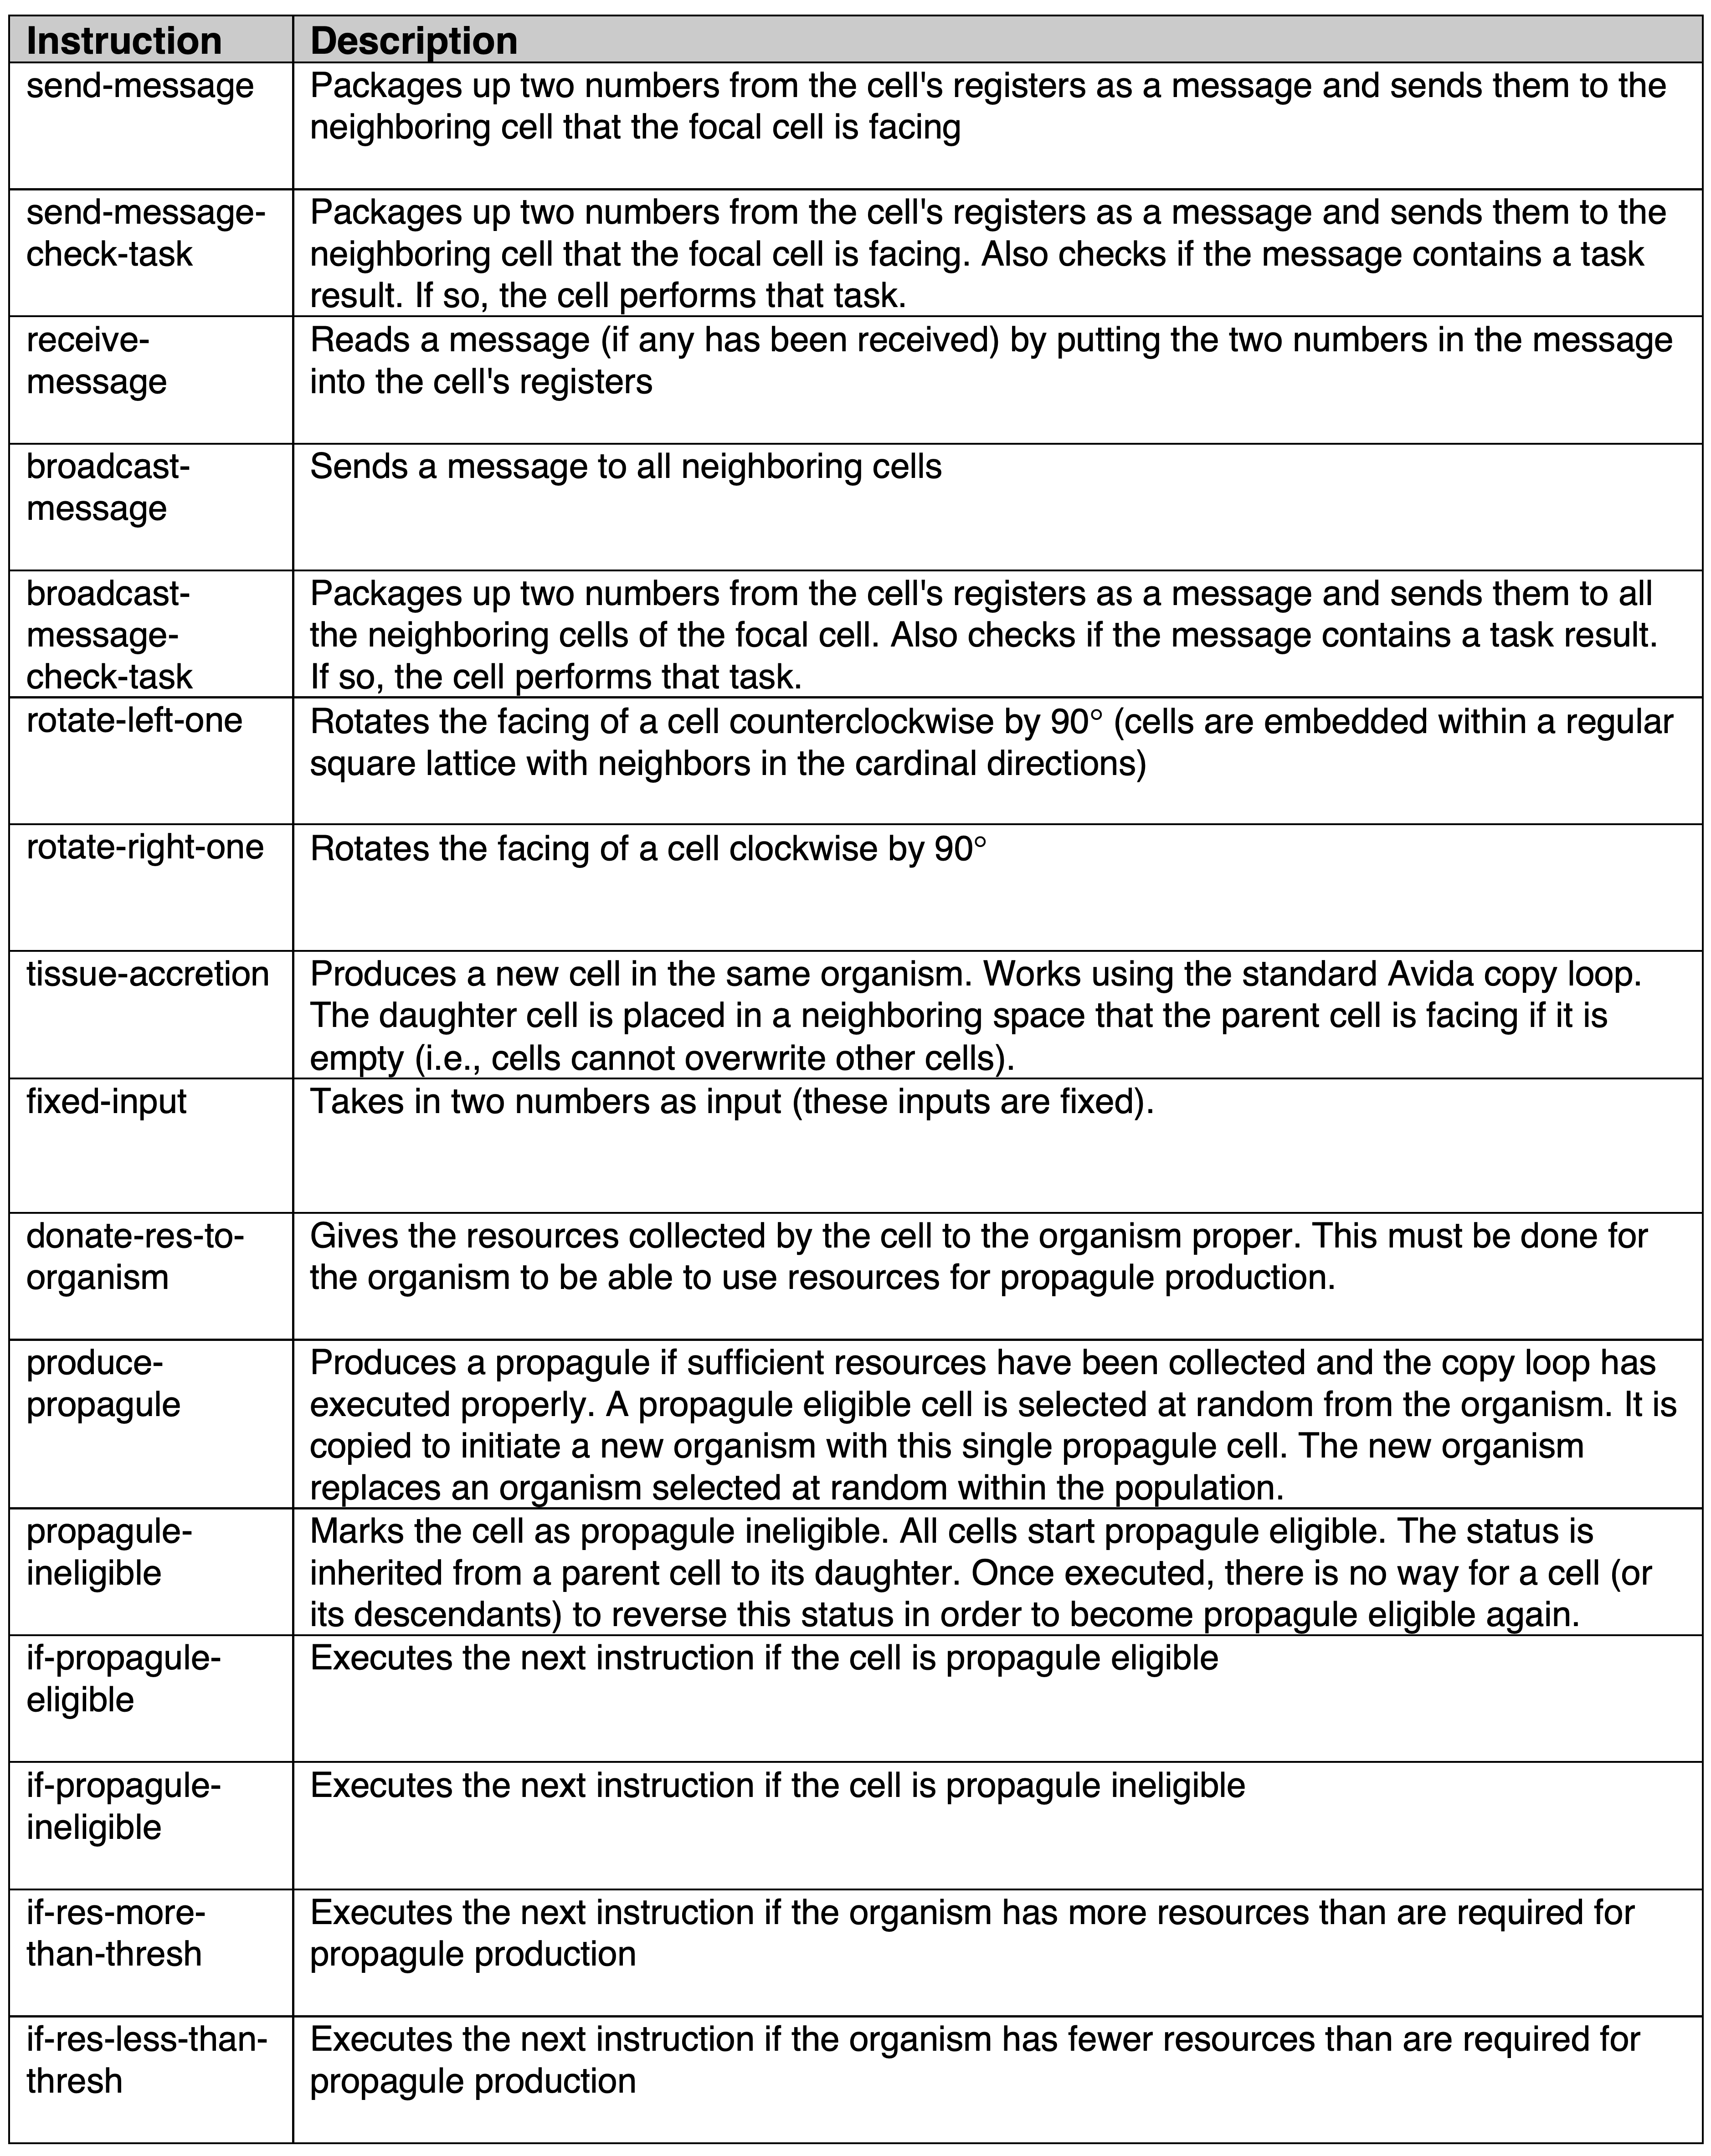 Instruction Description
send-message Packages up two numbers from the cell's registers as a message and sends them to the
neighboring cell that the focal cell is facing
send-message- Packages up two numbers from the cell's registers as a message and sends them to the
check-task neighboring cell that the focal cell is facing. Also checks if the message contains a task
result. If so, the cell performs that task.
receive- Reads a message (if any has been received) by putting the two numbers in the message
message into the cell's registers
broadcast- Sends a message to all neighboring cells
message
broadcast- Packages up two numbers from the cell's registers as a message and sends them to all
message- the neighboring cells of the focal cell. Also checks if the message contains a task result.
check-task If so, the cell performs that task.
rotate-left-one Rotates the facing of a cell counterclockwise by 90° (cells are embedded within a regular
square lattice with neighbors in the cardinal directions)
rotate-right-one Rotates the facing of a cell clockwise by 90°
tissue-accretion Produces a new cell in the same organism. Works using the standard Avida copy loop.
The daughter cell is placed in a neighboring space that the parent cell is facing if it is
empty (i.e., cells cannot overwrite other cells).
fixed-input Takes in two numbers as input (these inputs are fixed).
donate-res-to- Gives the resources collected by the cell to the organism proper. This must be done for
organism the organism to be able to use resources for propagule production.
produce- Produces a propagule if sufficient resources have been collected and the copy loop has
propagule executed properly. A propagule eligible cell is selected at random from the organism. It is
copied to initiate a new organism with this single propagule cell. The new organism
replaces an organism selected at random within the population.
propagule- Marks the cell as propagule ineligible. All cells start propagule eligible. The status is
ineligible inherited from a parent cell to its daughter. Once executed, there is no way for a cell (or
its descendants) to reverse this status in order to become propagule eligible again.
if-propagule- Executes the next instruction if the cell is propagule eligible
eligible
if-propagule- Executes the next instruction if the cell is propagule ineligible
ineligible
if-res-more- Executes the next instruction if the organism has more resources than are required for
than-thresh propagule production
if-res-less-than- Executes the next instruction if the organism has fewer resources than are required for
thresh propagule production